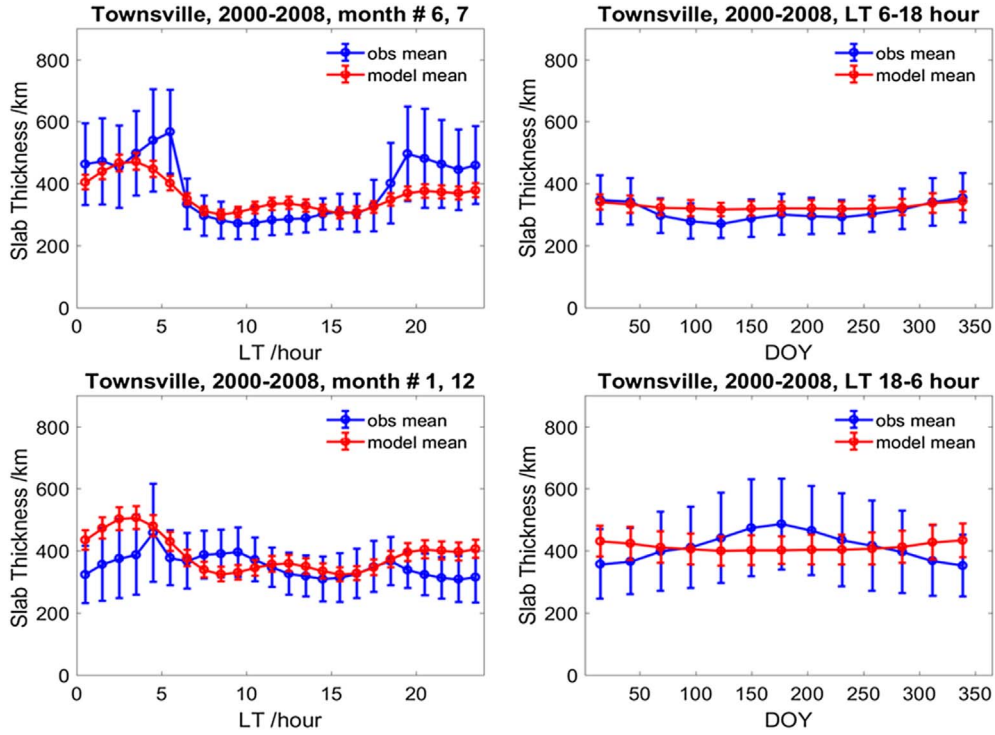 Townsville, 2000-2008, month # 6, 7
Slab Thickness /km
800
600
400
200
0
obs mean
model mean
0 5 10 15 20
LT /hour
Townsville, 2000-2008, LT 6-18 hour
Slab Thickness /km
800
600
400
200
0
obs mean
model mean
50 100 150 200 250 300 350
DOY
Townsville, 2000-2008, month # 1, 12
Slab Thickness /km
800
600
400
200
0
obs mean
model mean
0 5 10 15 20
LT /hour
Townsville, 2000-2008, LT 18-6 hour
Slab Thickness /km
800
600
400
200
0
obs mean
model mean
50 100 150 200 250 300 350
DOY